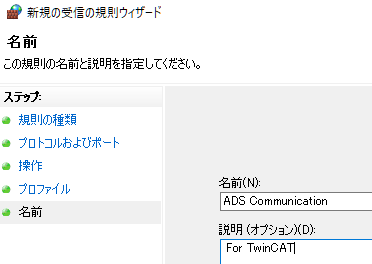 新規の受信の規則ウィザード
名前
この規則の名前と説明を指定してください。
ステップ:
規則の種類
プロトコルおよびポート
操作
プロファイル
名前
名前(N):
ADS Communication
説明 (オプション)(D):
For TwinCAT